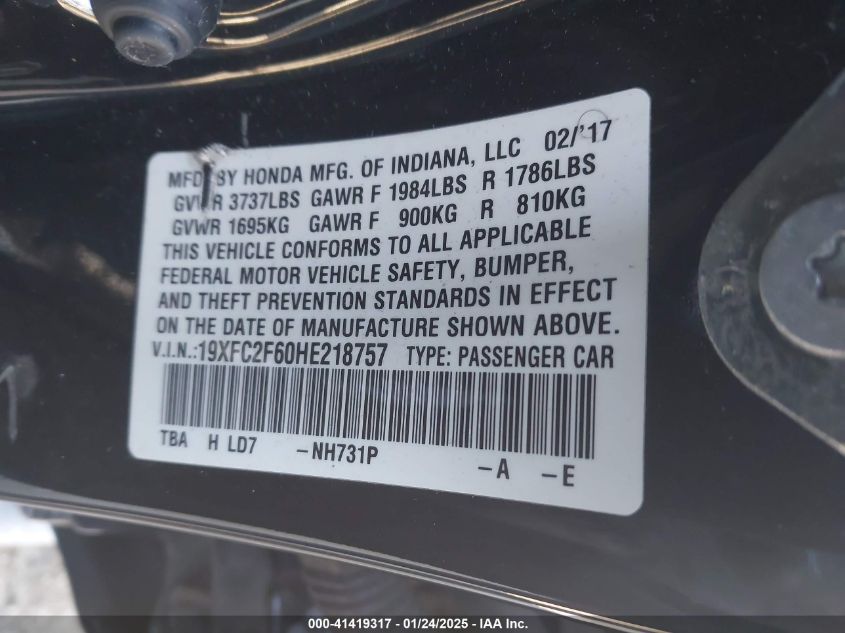 MFD BY HONDA MFG. OF INDIANA, LLC 02/'17
GVWR 3737LBS GAWR F 1984LBS R 1786LBS
GVWR 1695KG GAWR F 900KG R 810KG
THIS VEHICLE CONFORMS TO ALL APPLICABLE
FEDERAL MOTOR VEHICLE SAFETY, BUMPER,
AND THEFT PREVENTION STANDARDS IN EFFECT
ON THE DATE OF MANUFACTURE SHOWN ABOVE.
V.I.N.:19XFC2F60HE218757 TYPE: PASSENGER CAR
TBA H LD7 -NH731P -A -E
000-41419317 / 01/24/2025 - IAA Inc.